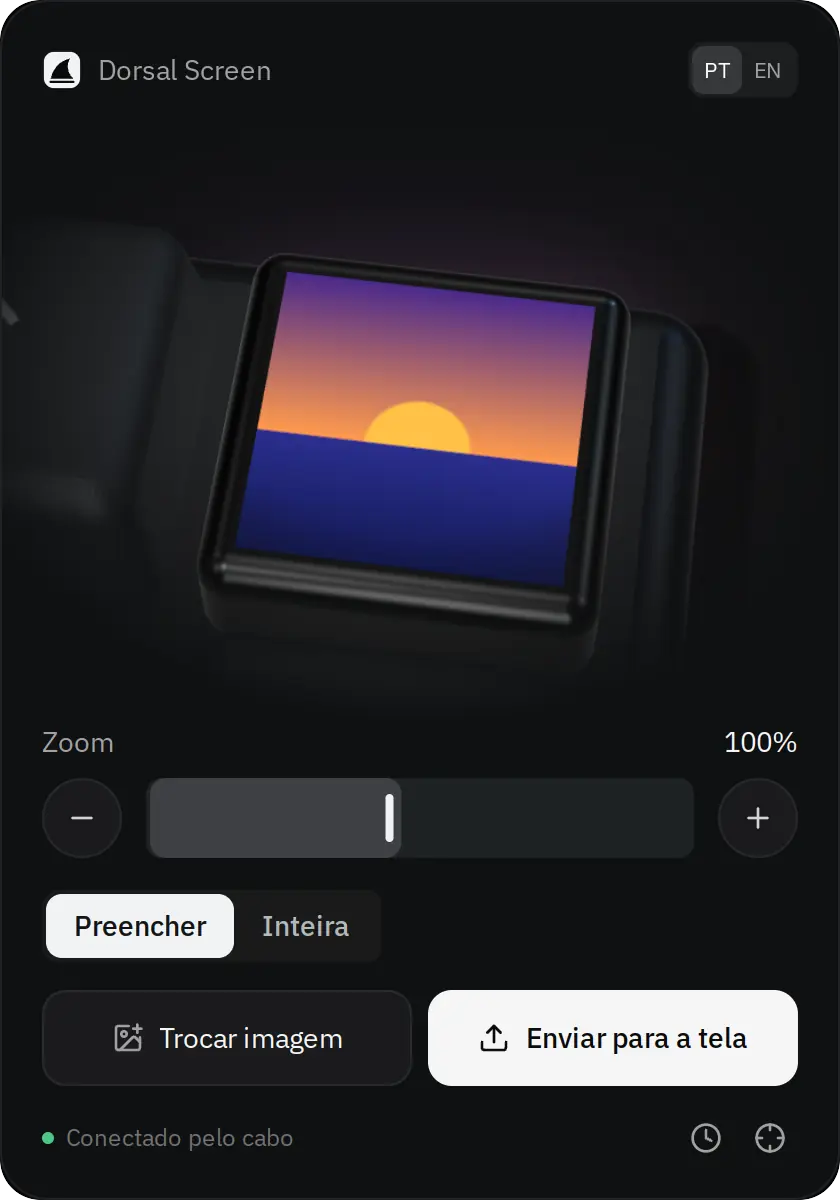 Dorsal Screen
PT EN
Zoom 100%
Preencher Inteira
Trocar imagem Enviar para a tela
Conectado pelo cabo